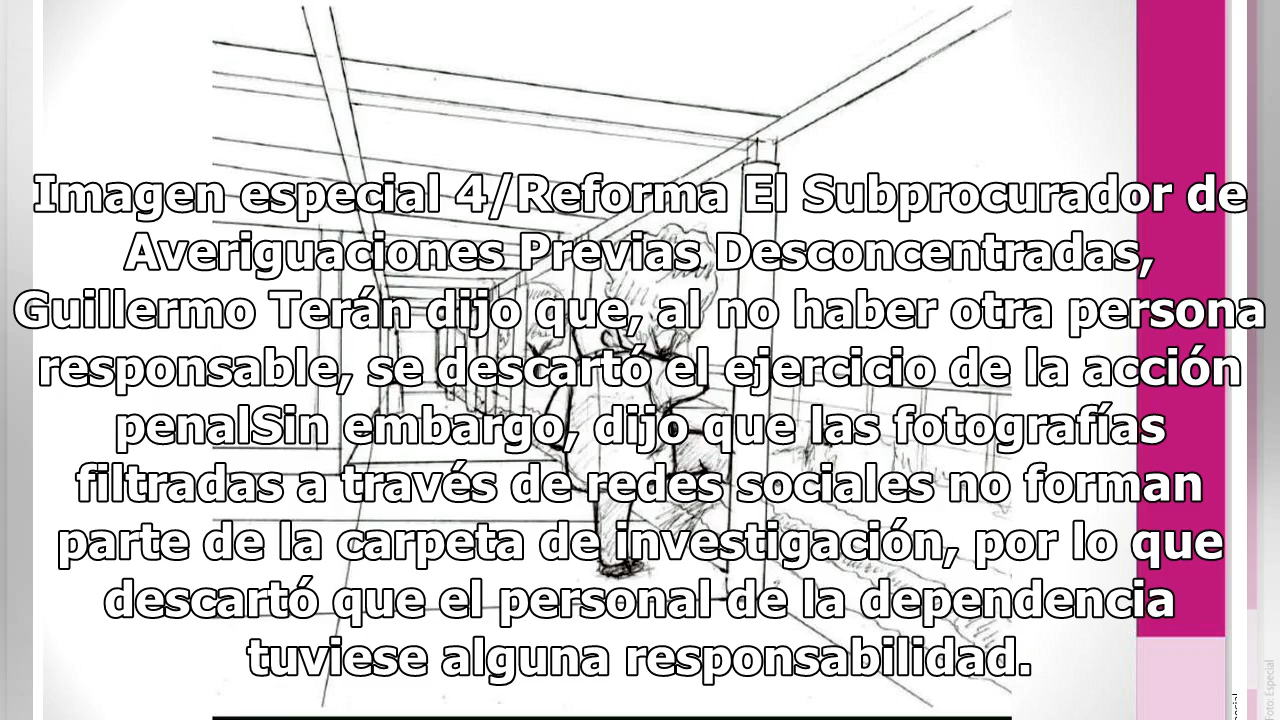 Imagen especial 4/Reforma El Subprocurador de
Averiguaciones Previas Desconcentradas,
Guillermo Terán dijo que, al no haber otra persona
responsable, se descartó el ejercicio de la acción
penalSin embargo, dijo que las fotografías
filtradas a través de redes sociales no forman
parte de la carpeta de investigación, por lo que
descartó que el personal de la dependencia
tuviese alguna responsabilidad.